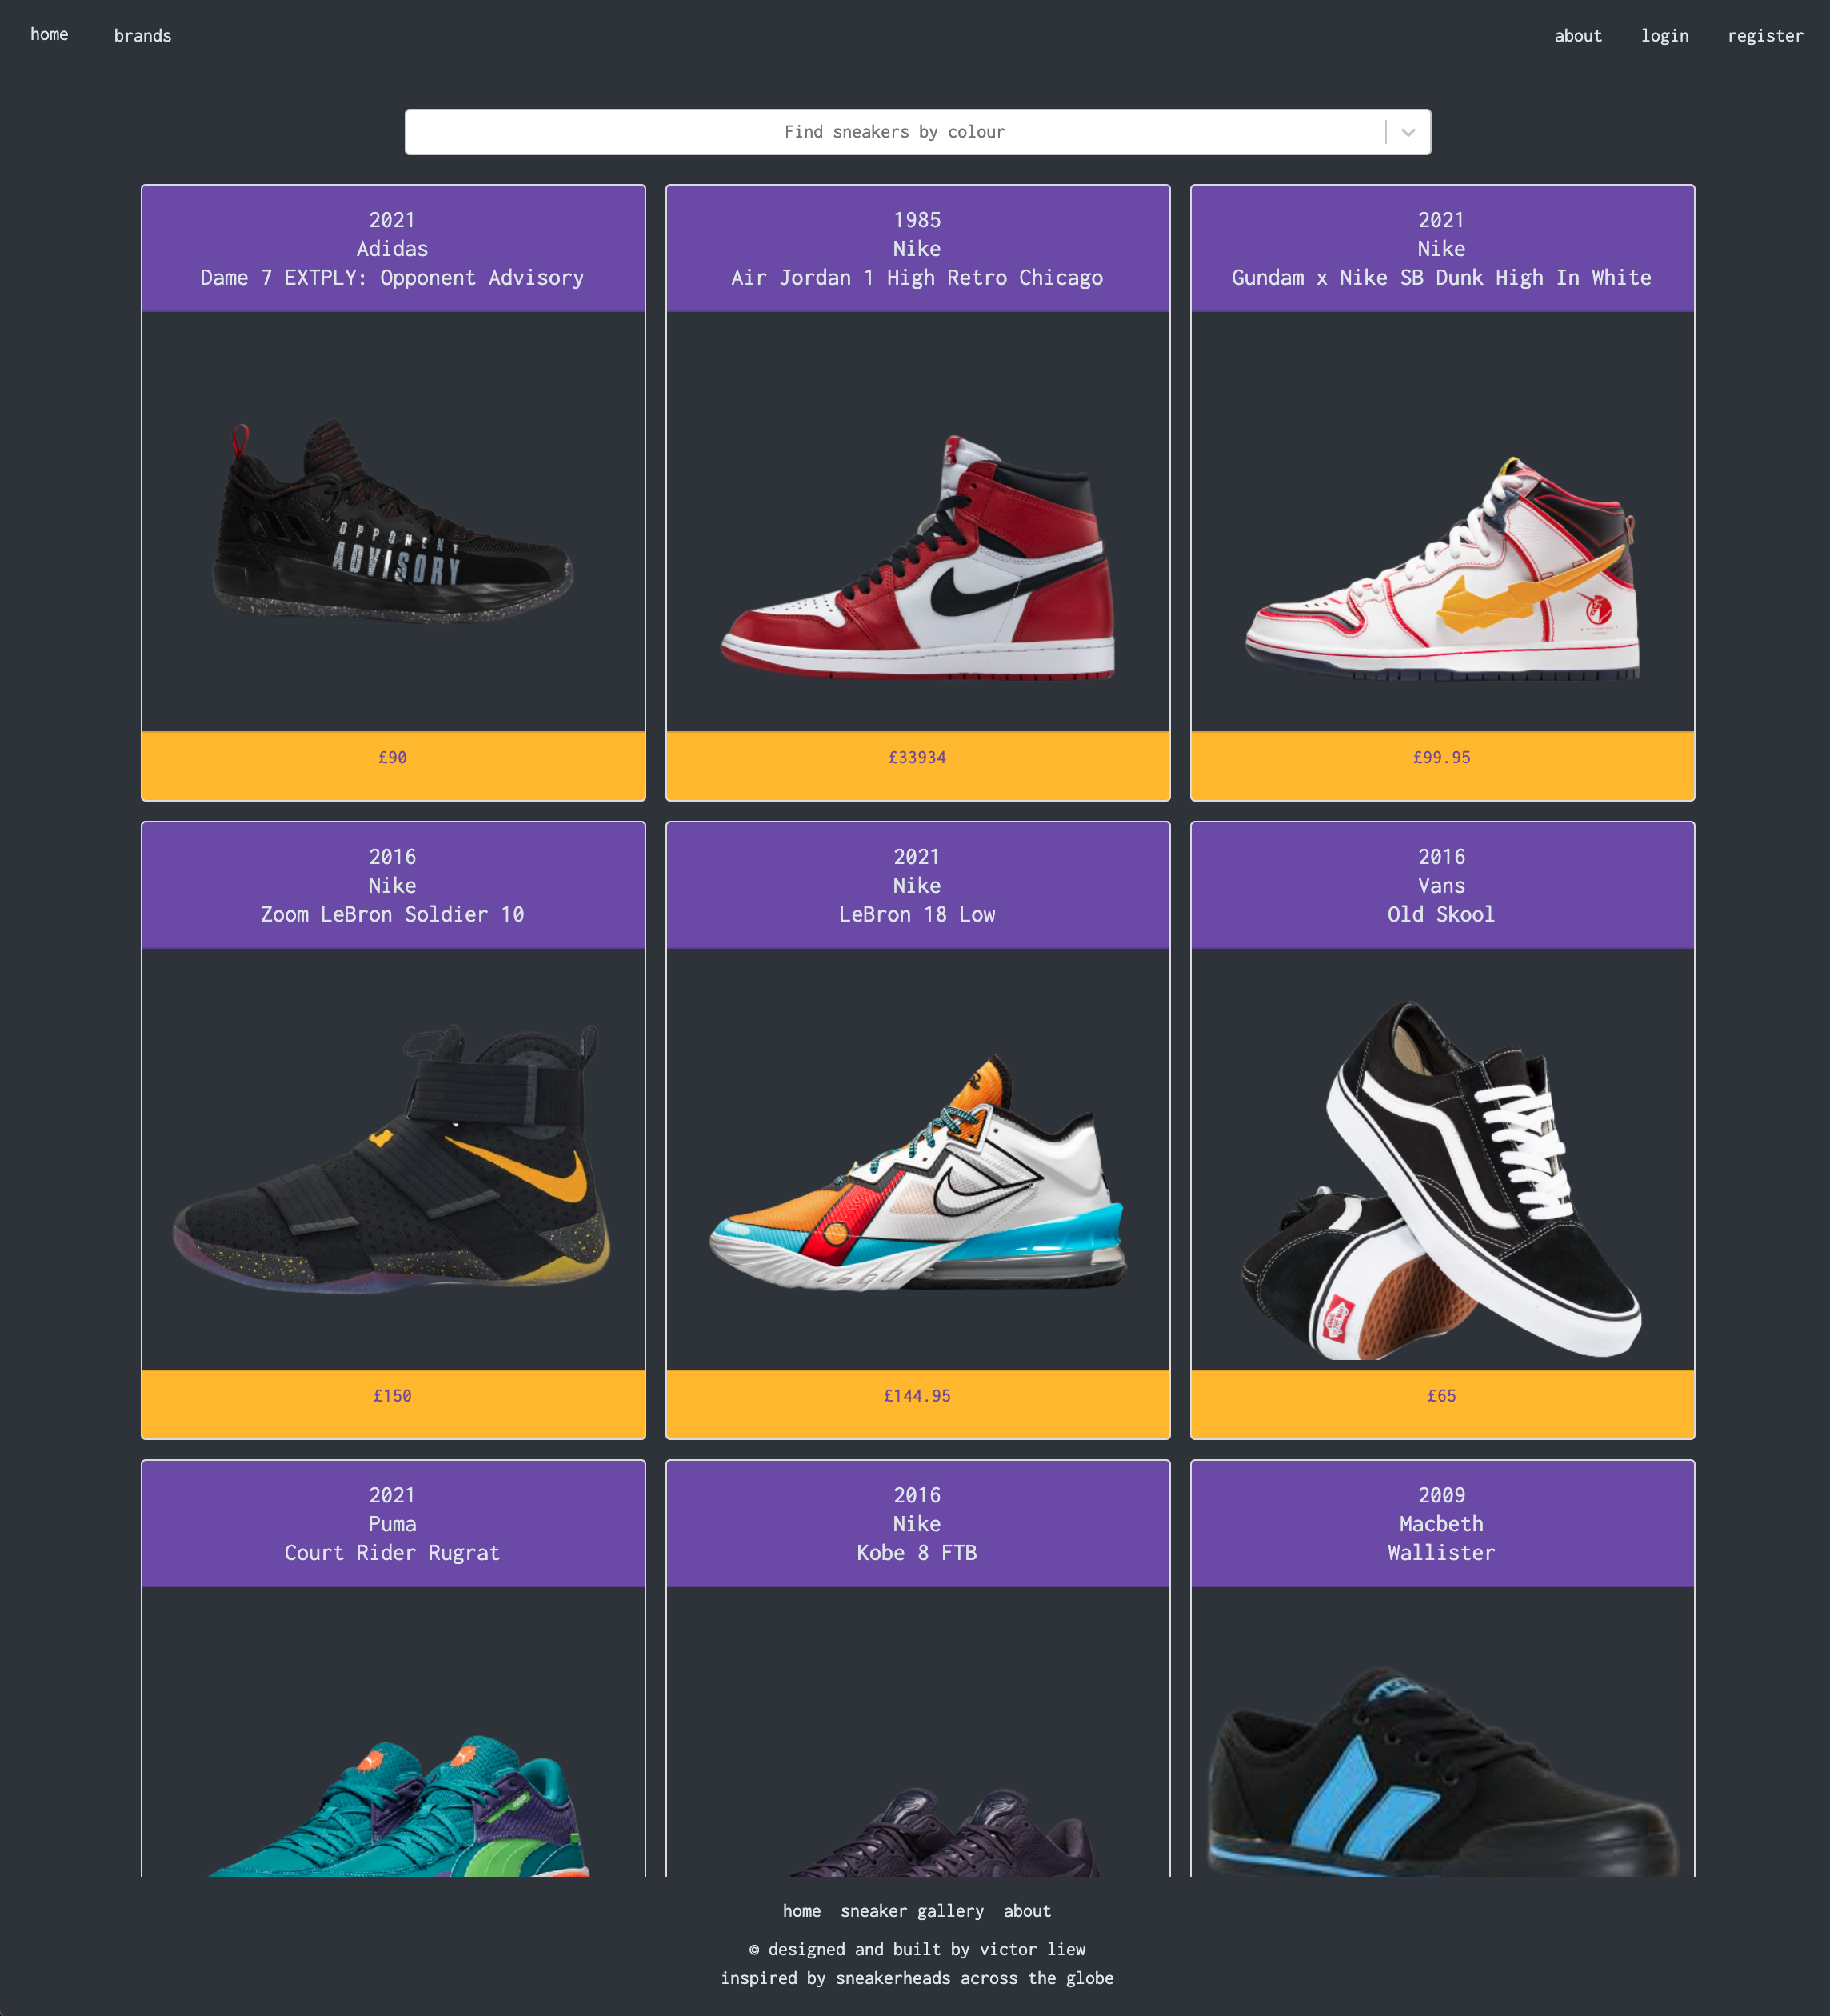 home
brands
about
login
register
Find sneakers by colour
2021
Adidas
Dame 7 EXTPLY: Opponent Advisory
OPPONENT
ADVISORY
£90
1985
Nike
Air Jordan 1 High Retro Chicago
£33934
2021
Nike
Gundam x Nike SB Dunk High In White
£99.95
2016
Nike
Zoom LeBron Soldier 10
£150
2021
Nike
LeBron 18 Low
£144.95
2016
Vans
Old Skool
£65
2021
Puma
Court Rider Rugrat
2016
Nike
Kobe 8 FTB
2009
Macbeth
Wallister
home sneaker gallery about
© designed and built by victor liew
inspired by sneakerheads across the globe